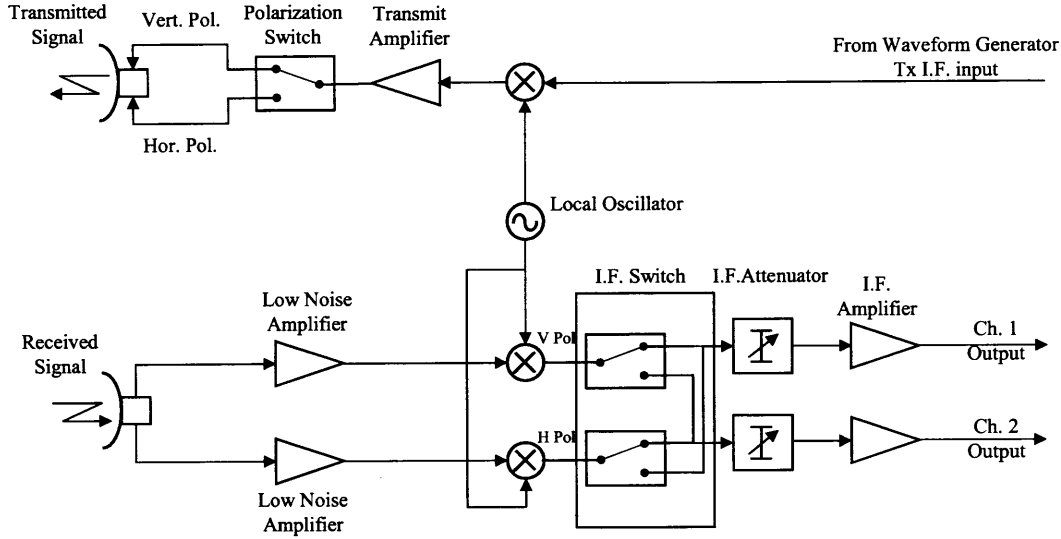 Transmitted
Signal
Vert. Pol.
Polarization
Switch
Transmit
Amplifier
From Waveform Generator
Tx I.F. input
Hor. Pol.
Local Oscillator
I.F. Switch
I.F.Attenuator
I.F.
Amplifier
Low Noise
Amplifier
Received
Signal
V Pol
Ch. 1
Output
H Pol
Ch. 2
Output
Low Noise
Amplifier